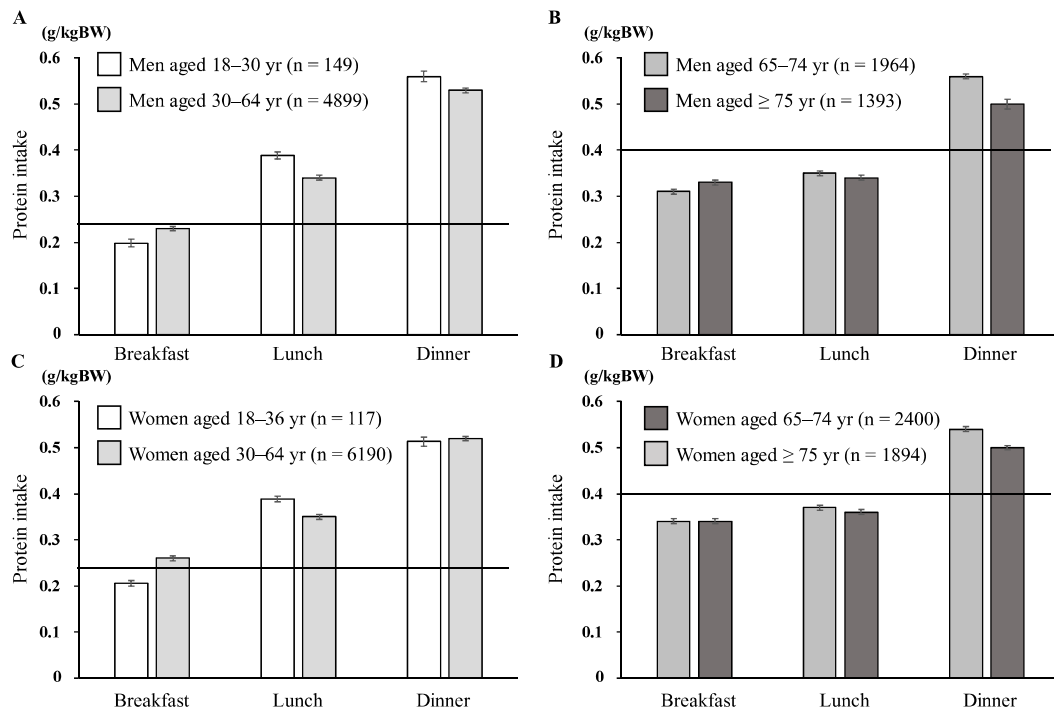 A
(g/kgBW)
Protein intake
0.6
0.5
0.4
0.3
0.2
0.1
0
Men aged 18–30 yr (n = 149)
Men aged 30–64 yr (n = 4899)
Breakfast Lunch Dinner
B
(g/kgBW)
Protein intake
0.6
0.5
0.4
0.3
0.2
0.1
0
Men aged 65–74 yr (n = 1964)
Men aged ≥ 75 yr (n = 1393)
Breakfast Lunch Dinner
C
(g/kgBW)
Protein intake
0.6
0.5
0.4
0.3
0.2
0.1
0
Women aged 18–36 yr (n = 117)
Women aged 30–64 yr (n = 6190)
Breakfast Lunch Dinner
D
(g/kgBW)
Protein intake
0.6
0.5
0.4
0.3
0.2
0.1
0
Women aged 65–74 yr (n = 2400)
Women aged ≥ 75 yr (n = 1894)
Breakfast Lunch Dinner